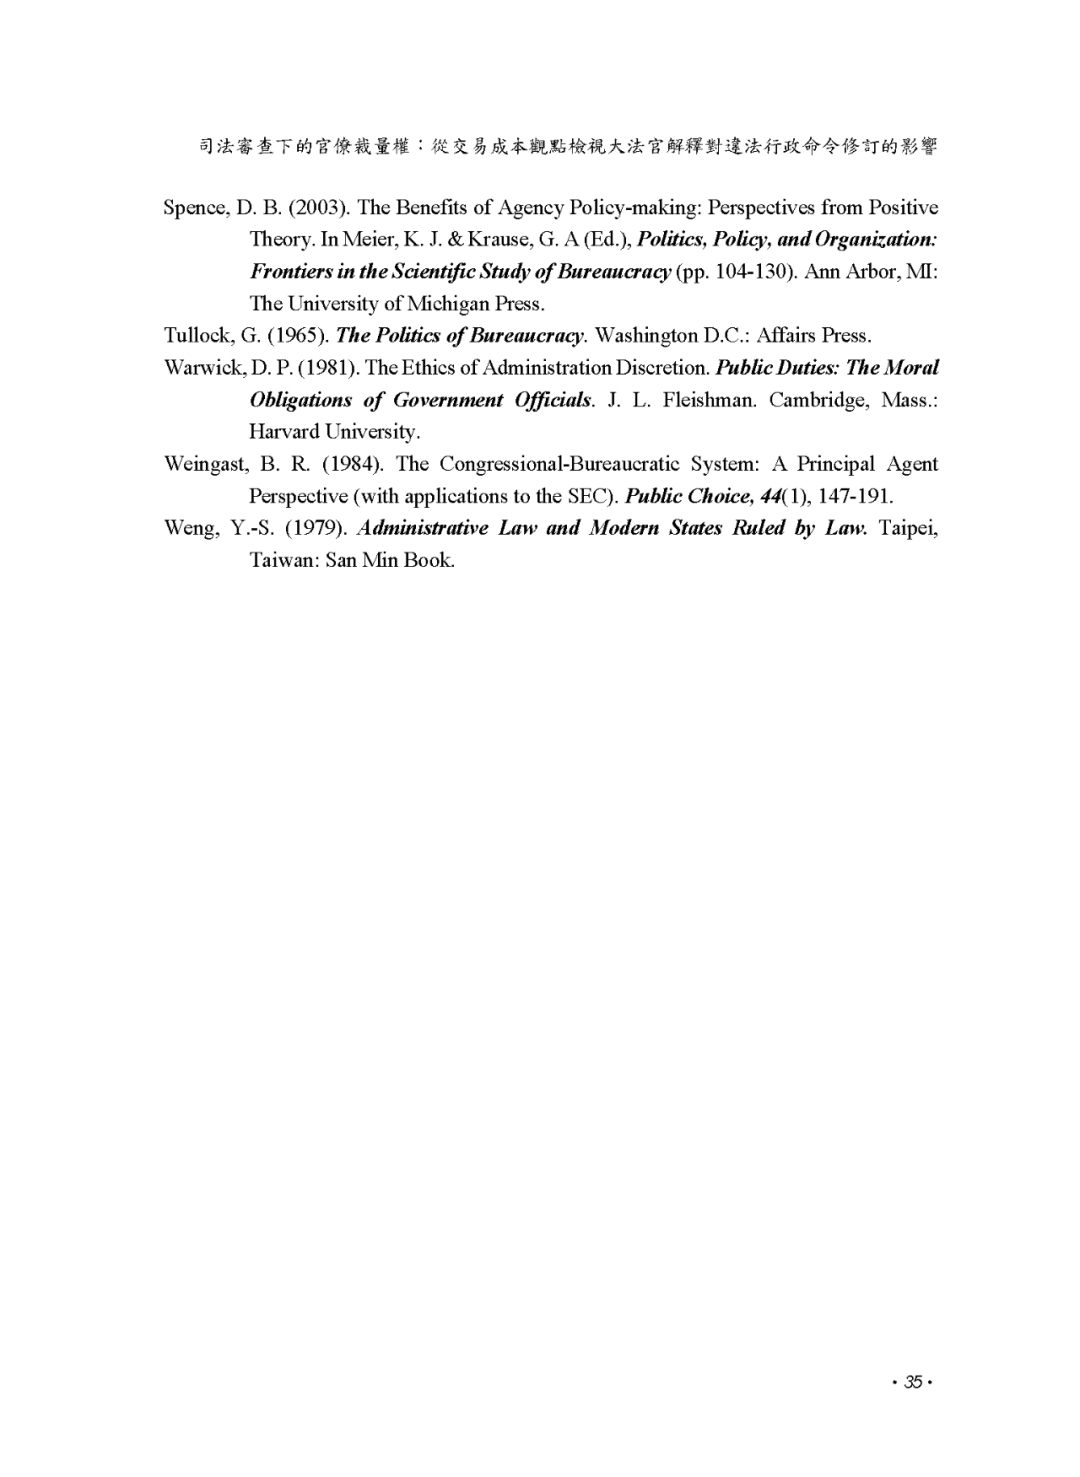 司法審查下的官僚裁量權：從交易成本觀點檢視大法官解釋對違法行政命令修訂的影響
Spence, D. B. (2003). The Benefits of Agency Policy-making: Perspectives from Positive
Theory. In Meier, K. J. & Krause, G. A (Ed.), Politics, Policy, and Organization:
Frontiers in the Scientific Study of Bureaucracy (pp. 104-130). Ann Arbor, MI:
The University of Michigan Press.
Tullock, G. (1965). The Politics of Bureaucracy. Washington D.C.: Affairs Press.
Warwick, D. P. (1981). The Ethics of Administration Discretion. Public Duties: The Moral
Obligations of Government Officials. J. L. Fleishman. Cambridge, Mass.:
Harvard University.
Weingast, B. R. (1984). The Congressional-Bureaucratic System: A Principal Agent
Perspective (with applications to the SEC). Public Choice, 44(1), 147-191.
Weng, Y.-S. (1979). Administrative Law and Modern States Ruled by Law. Taipei,
Taiwan: San Min Book.
• 35 •